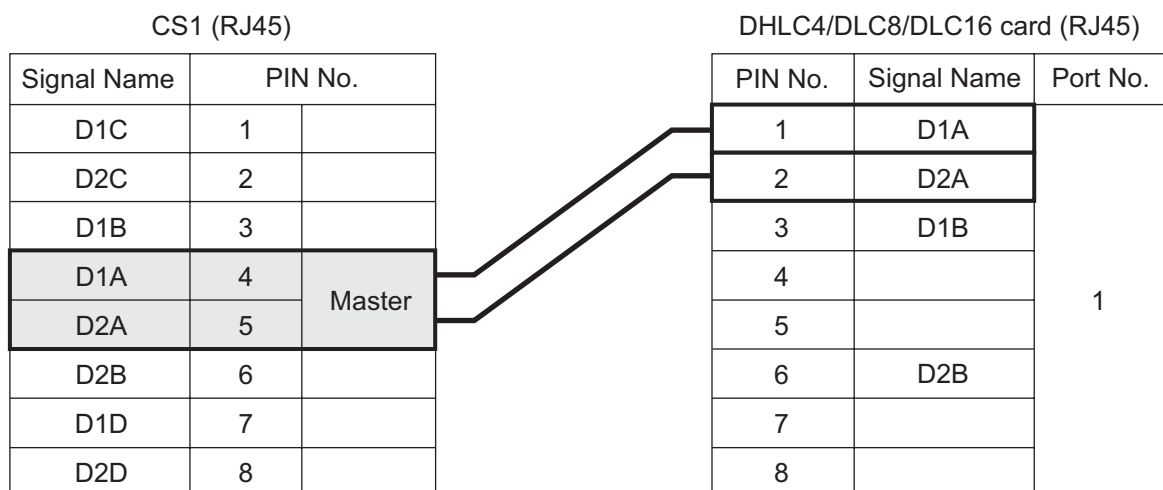 CS1 (RJ45) DHLC4/DLC8/DLC16 card (RJ45)
Signal Name PIN No. PIN No. Signal Name Port No.
D1C 1 1 D1A
D2C 2 2 D2A
D1B 3 3 D1B
D1A 4 Master 4 1
D2A 5 5
D2B 6 6 D2B
D1D 7 7
D2D 8 8